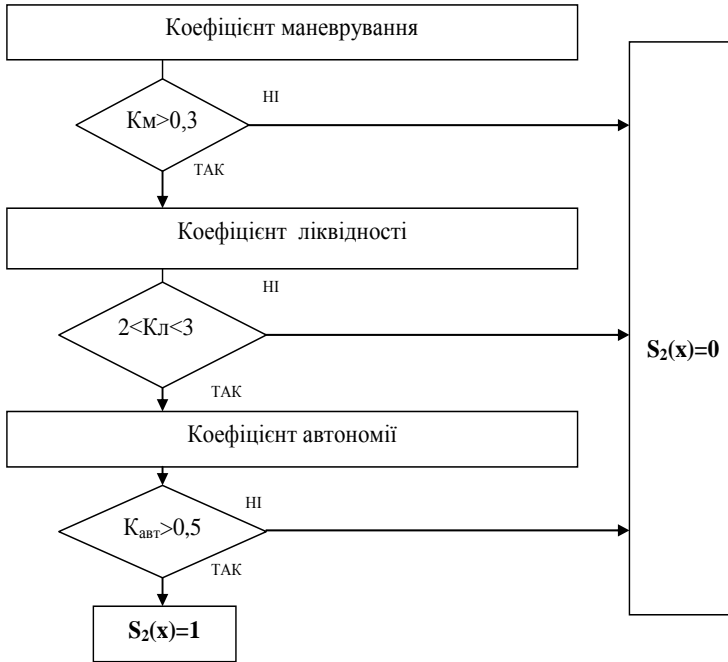 Коефіцієнт маневрування
НІ
Км>0,3
ТАК
Коефіцієнт ліквідності
НІ
2<Кл<3
S₂(x)=0
ТАК
Коефіцієнт автономії
НІ
Кавт>0,5
ТАК
S₂(x)=1